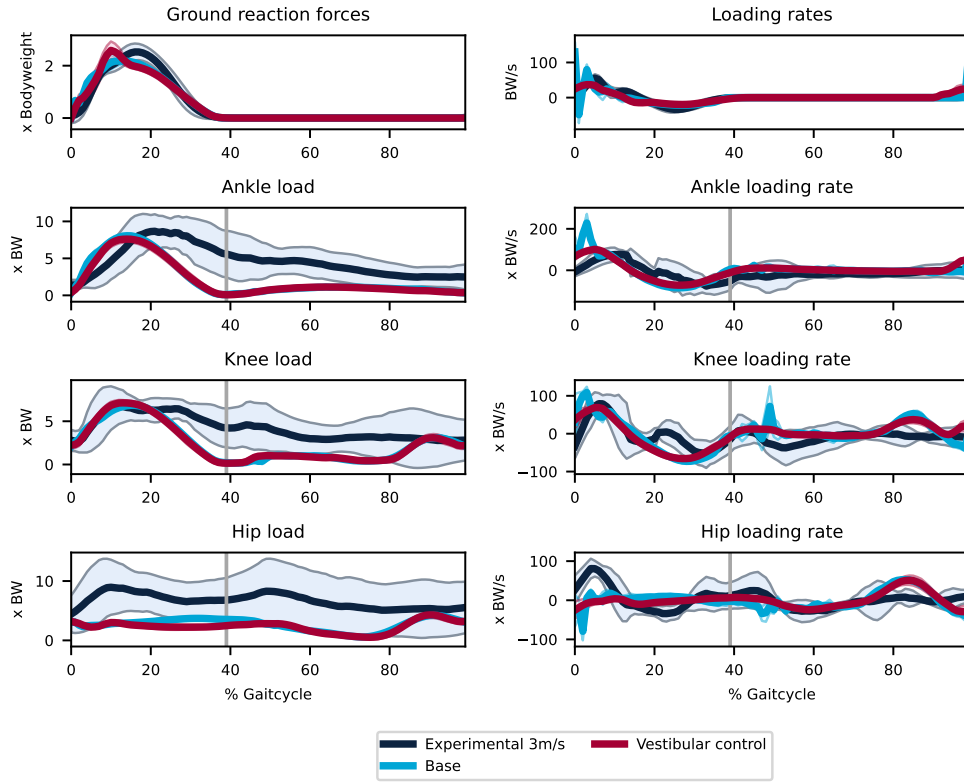 Ground reaction forces
x Bodyweight
2
0
0 20 40 60 80
Loading rates
BW/s
100
0
0 20 40 60 80
Ankle load
x BW
10
5
0
0 20 40 60 80
Ankle loading rate
x BW/s
200
0
0 20 40 60 80
Knee load
x BW
5
0
0 20 40 60 80
Knee loading rate
x BW/s
100
0
−100
0 20 40 60 80
Hip load
x BW
10
0
0 20 40 60 80
% Gaitcycle
Hip loading rate
x BW/s
100
0
−100
0 20 40 60 80
% Gaitcycle
Experimental 3m/s
Base
Vestibular control